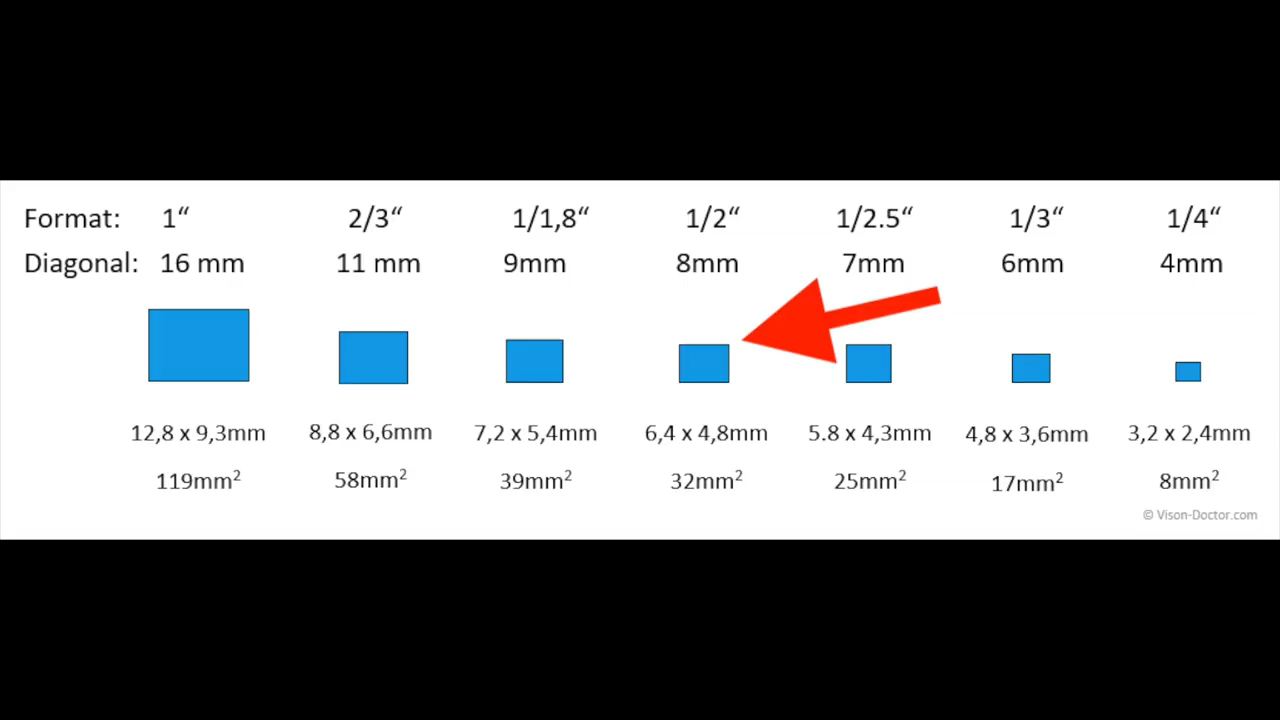 Format: 1“ 2/3“ 1/1,8“ 1/2“ 1/2.5“ 1/3“ 1/4“
Diagonal: 16 mm 11 mm 9mm 8mm 7mm 6mm 4mm
12,8 x 9,3mm 8,8 x 6,6mm 7,2 x 5,4mm 6,4 x 4,8mm 5.8 x 4,3mm 4,8 x 3,6mm 3,2 x 2,4mm
119mm² 58mm² 39mm² 32mm² 25mm² 17mm² 8mm²
© Vison-Doctor.com